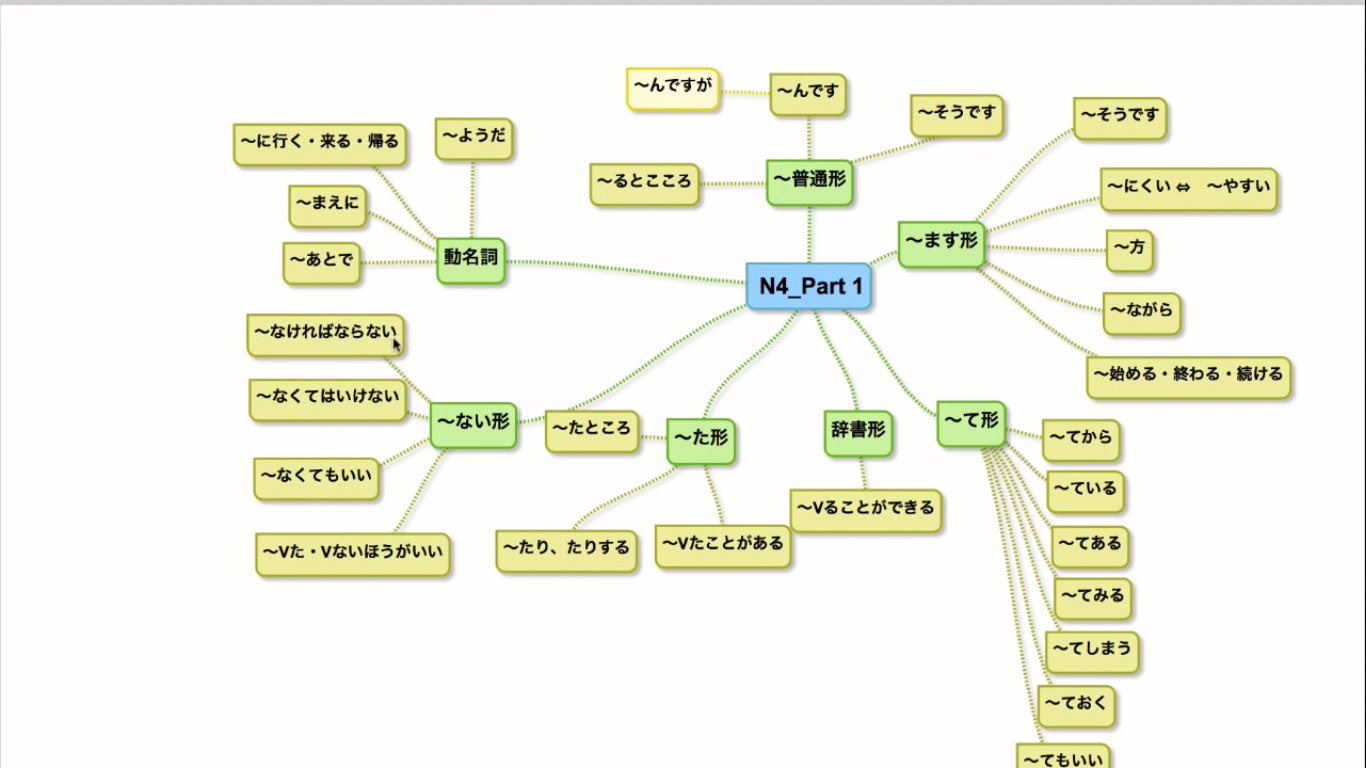 〜んですが
〜んです
〜そうです
〜そうです
〜に行く・来る・帰る
〜ようだ
〜るとこころ
〜普通形
〜にくい ⇔ 〜やすい
〜まえに
〜ます形
〜方
〜あとで
動名詞
N4_Part 1
〜ながら
〜なければならない
〜始める・終わる・続ける
〜なくてはいけない
〜ない形
〜たところ
〜た形
辞書形
〜て形
〜てから
〜なくてもいい
〜ている
〜Vることができる
〜Vた・Vないほうがいい
〜たり、たりする
〜Vたことがある
〜てある
〜てみる
〜てしまう
〜ておく
〜てもいい